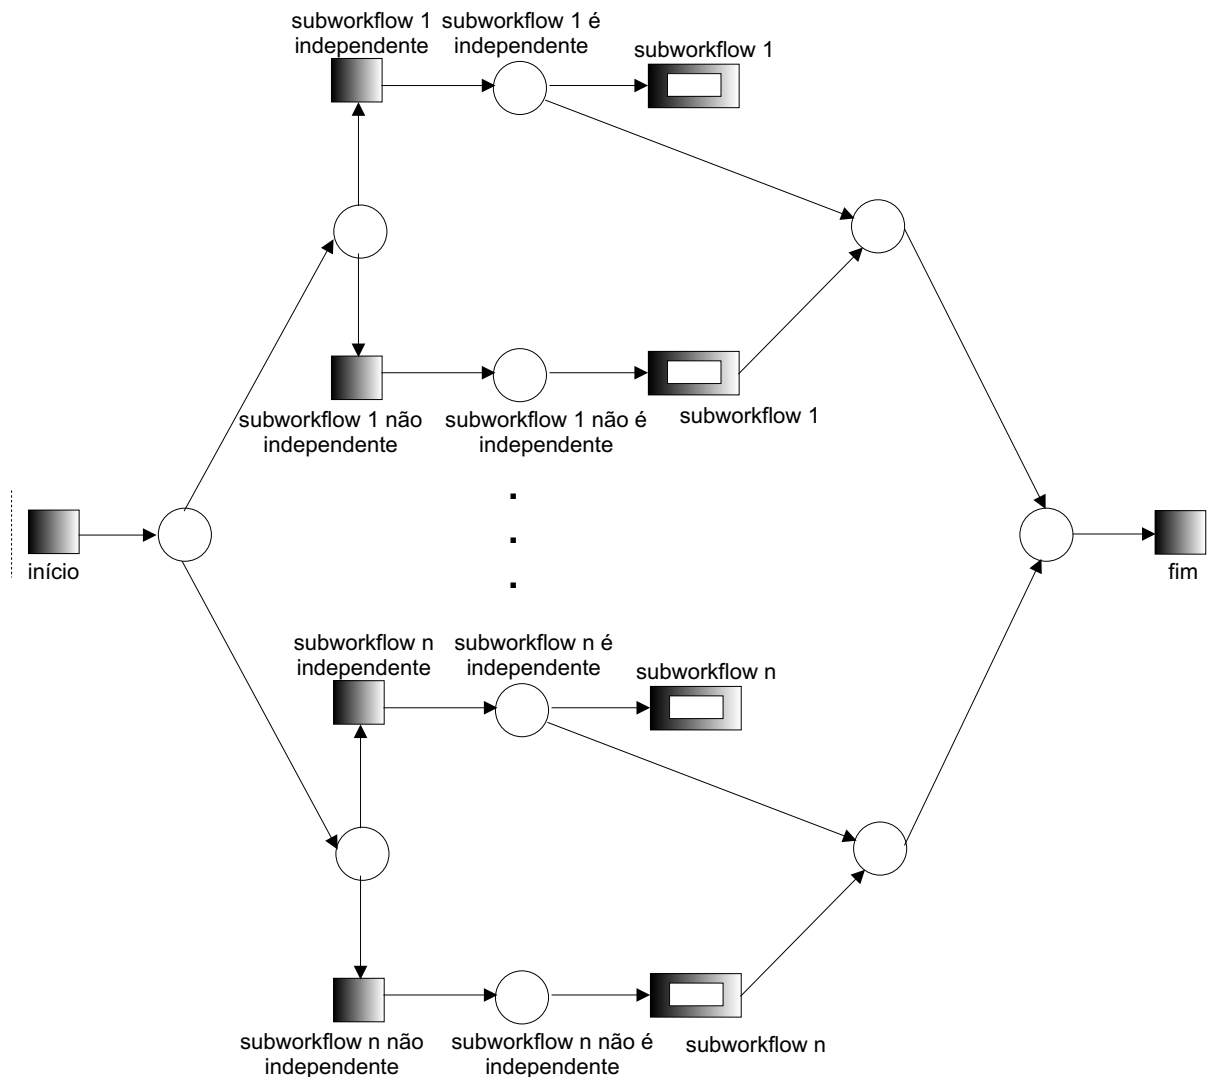 subworkflow 1
independente
subworkflow 1 é
independente
subworkflow 1
subworkflow 1 não
independente
subworkflow 1 não é
independente
subworkflow 1
início
fim
subworkflow n
independente
subworkflow n é
independente
subworkflow n
subworkflow n não
independente
subworkflow n não é
independente
subworkflow n